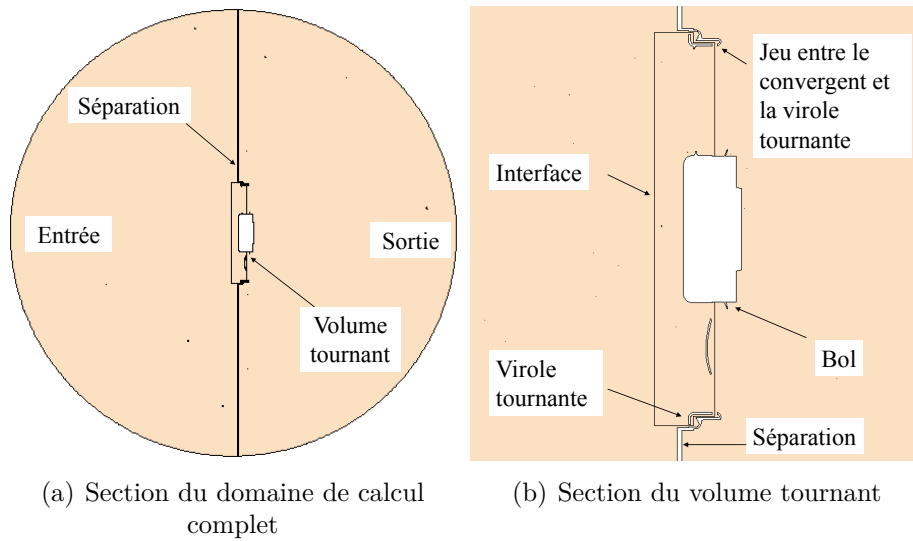 Séparation
Entrée
Sortie
Volume
tournant
(a) Section du domaine de calcul
complet
Jeu entre le
convergent et
la virole
tournante
Interface
Bol
Virole
tournante
Séparation
(b) Section du volume tournant